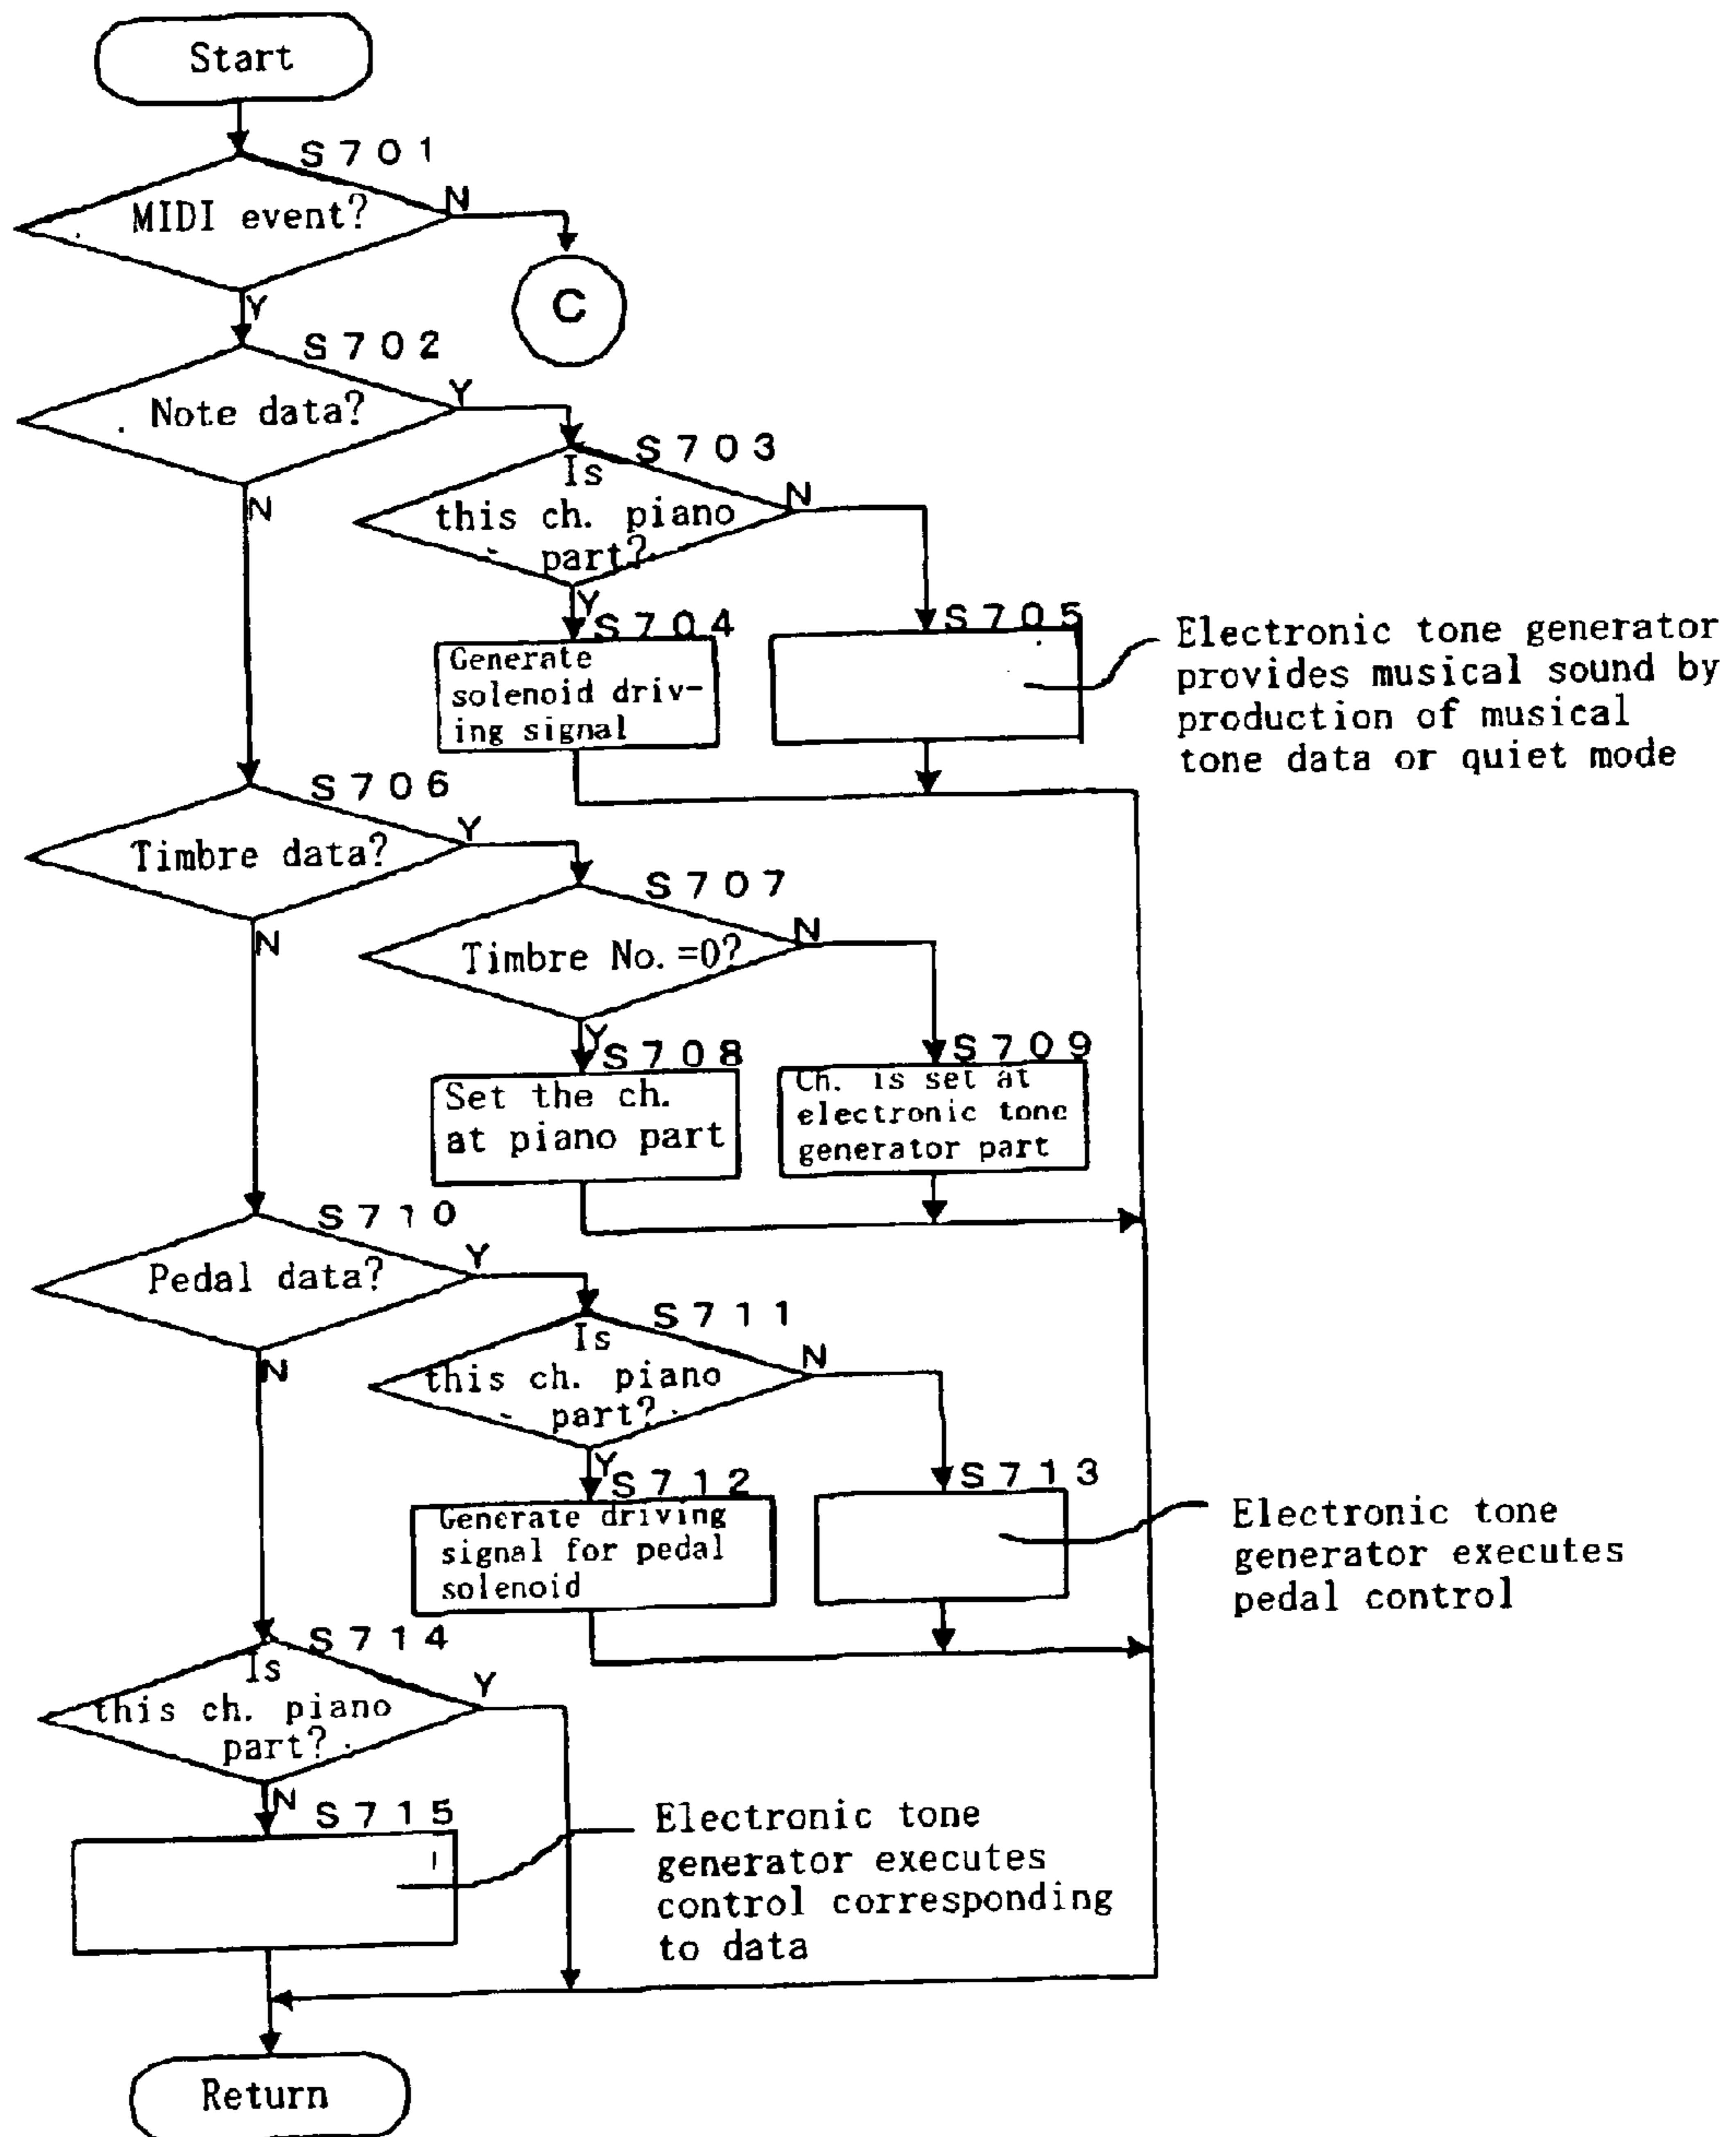 Start
S701
MIDI event?
N
C
Y
S702
Note data?
Y
N
S703
Is
this ch. piano
part?
N
Y
S704
Generate
solenoid driv-
ing signal
S705
Electronic tone generator
provides musical sound by
production of musical
tone data or quiet mode
S706
Timbre data?
Y
N
S707
Timbre No.=0?
N
Y
S708
Set the ch.
at piano part
S709
Ch. is set at
electronic tone
generator part
S710
Pedal data?
Y
N
S711
Is
this ch. piano
part?
N
Y
S712
Generate driving
signal for pedal
solenoid
S713
Electronic tone
generator executes
pedal control
S714
Is
this ch. piano
part?
Y
N
S715
Electronic tone
generator executes
control corresponding
to data
Return